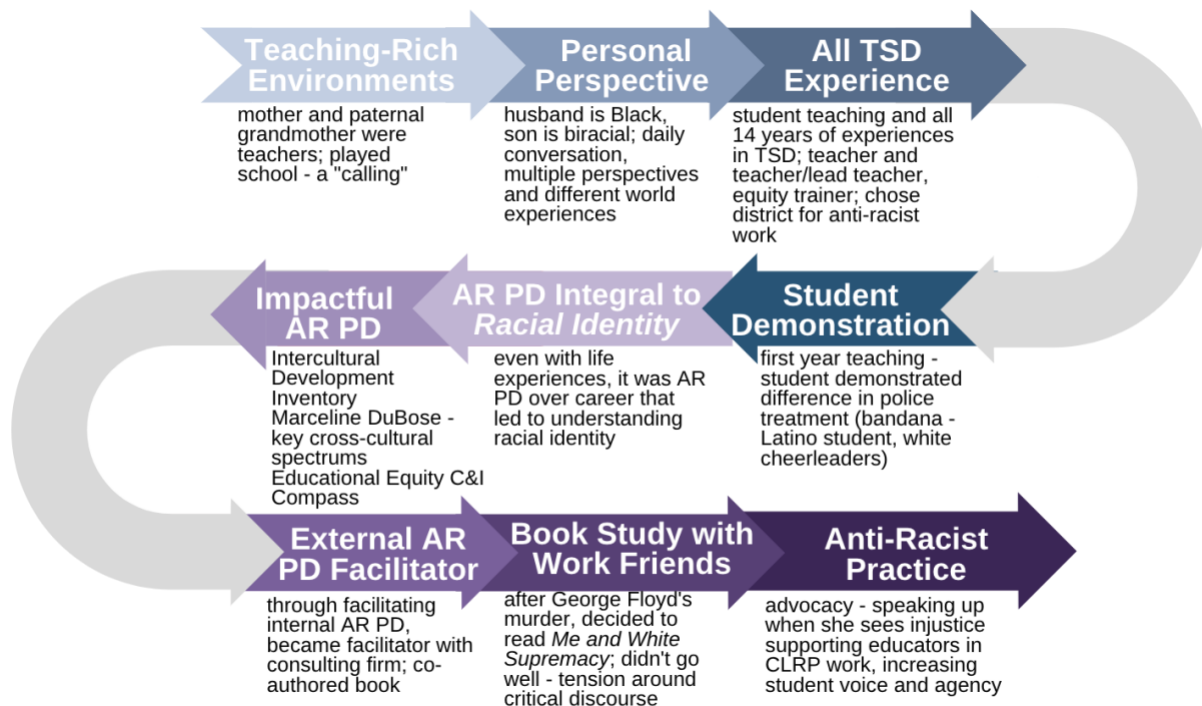 Teaching-Rich
Environments
mother and paternal
grandmother were
teachers; played
school - a "calling"
Personal
Perspective
husband is Black,
son is biracial; daily
conversation,
multiple perspectives
and different world
experiences
All TSD
Experience
student teaching and all
14 years of experiences
in TSD; teacher and
teacher/lead teacher,
equity trainer; chose
district for anti-racist
work
Student
Demonstration
first year teaching -
student demonstrated
difference in police
treatment (bandana -
Latino student, white
cheerleaders)
AR PD Integral to
Racial Identity
even with life
experiences, it was AR
PD over career that
led to understanding
racial identity
Impactful
AR PD
Intercultural
Development
Inventory
Marceline DuBose -
key cross-cultural
spectrums
Educational Equity C&I
Compass
External AR
PD Facilitator
through facilitating
internal AR PD,
became facilitator with
consulting firm; co-
authored book
Book Study with
Work Friends
after George Floyd's
murder, decided to
read Me and White
Supremacy; didn't go
well - tension around
critical discourse
Anti-Racist
Practice
advocacy - speaking up
when she sees injustice
supporting educators in
CLRP work, increasing
student voice and agency